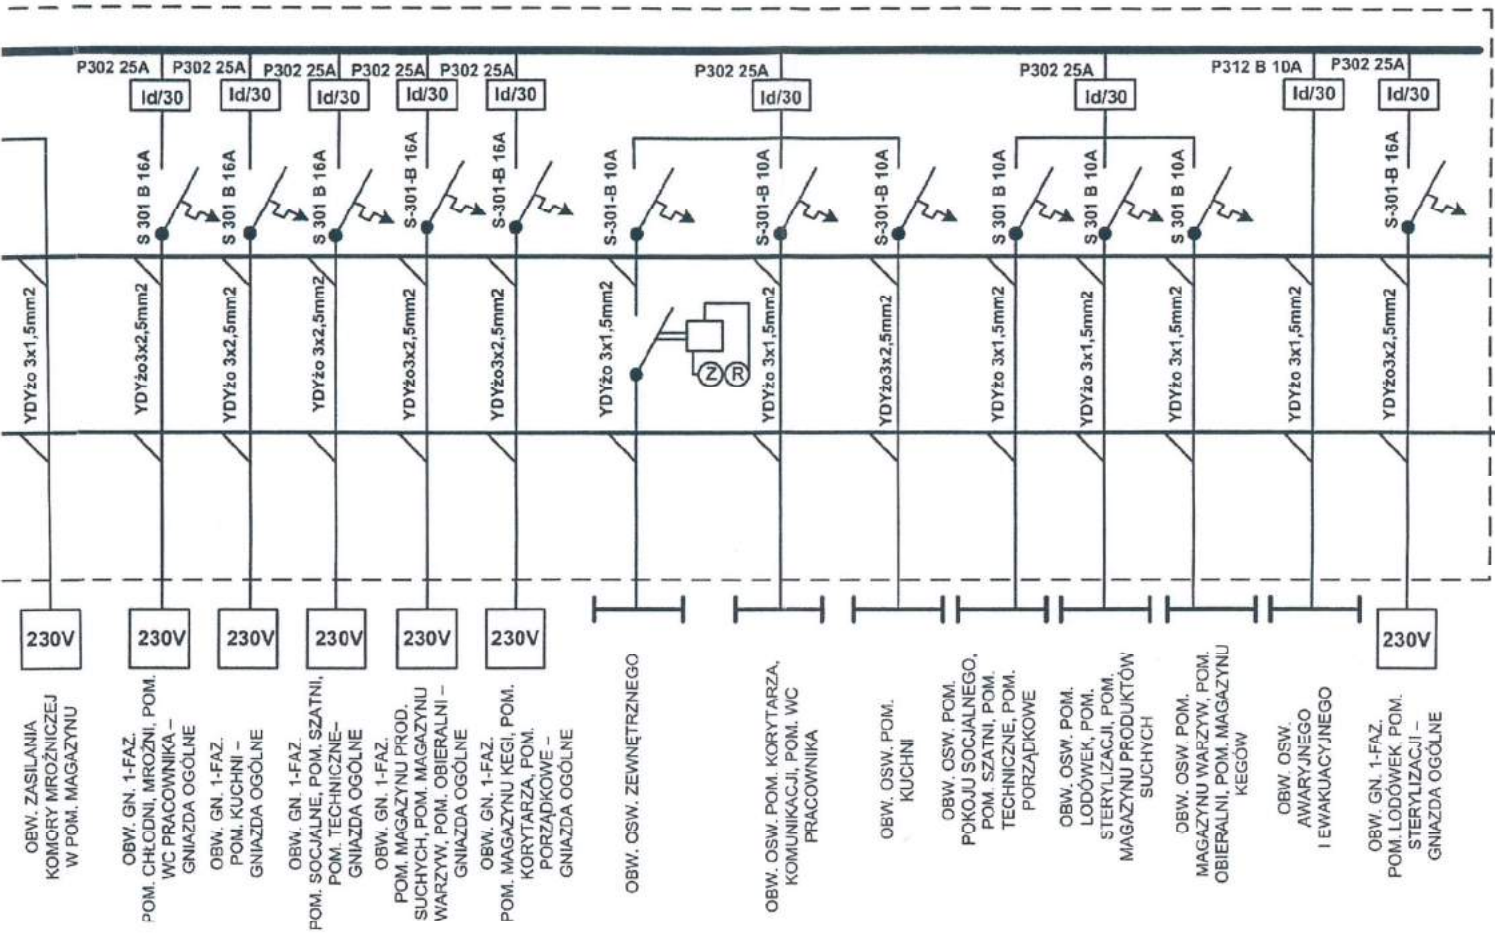 P302 25A
P302 25A
P302 25A
P302 25A
P302 25A
P302 25A
P302 25A
P312 B 10A
P302 25A
Id/30
Id/30
Id/30
Id/30
Id/30
Id/30
Id/30
Id/30
Id/30
S 301 B 16A
S 301 B 16A
S 301 B 16A
S-301-B 16A
S-301-B 16A
S-301-B 10A
S-301-B 10A
S-301-B 10A
S 301 B 10A
S 301 B 10A
S 301 B 10A
S-301-B 16A
YDYżo 3x1,5mm2
YDYżo3x2,5mm2
YDYżo 3x2,5mm2
YDYżo 3x2,5mm2
YDYżo3x2,5mm2
YDYżo3x2,5mm2
YDYżo 3x1,5mm2
Z R
YDYżo 3x1,5mm2
YDYżo3x2,5mm2
YDYżo 3x1,5mm2
YDYżo 3x1,5mm2
YDYżo 3x1,5mm2
YDYżo 3x1,5mm2
YDYżo3x2,5mm2
230V
230V
230V
230V
230V
230V
230V
OBW. ZASILANIA
KOMORY MROŹNICZEJ
W POM. MAGAZYNU
OBW. GN. 1-FAZ.
POM. CHŁODNI, MROŹNI, POM.
WC PRACOWNIKA –
GNIAZDA OGÓLNE
OBW. GN. 1-FAZ.
POM. KUCHNI –
GNIAZDA OGÓLNE
OBW. GN. 1-FAZ.
POM. SOCJALNE, POM. SZATNI,
POM. TECHNICZNE–
GNIAZDA OGÓLNE
OBW. GN. 1-FAZ.
POM. MAGAZYNU PROD.
SUCHYCH, POM. MAGAZYNU
WARZYW, POM. OBIERALNI –
GNIAZDA OGÓLNE
OBW. GN. 1-FAZ.
POM. MAGAZYNU KEGI, POM.
KORYTARZA, POM.
PORZĄDKOWE –
GNIAZDA OGÓLNE
OBW. OSW. ZEWNĘTRZNEGO
OBW. OSW. POM. KORYTARZA,
KOMUNIKACJI, POM. WC
PRACOWNIKA
OBW. OSW. POM.
KUCHNI
OBW. OSW. POM.
POKOJU SOCJALNEGO,
POM. SZATNI, POM.
TECHNICZNE, POM.
PORZĄDKOWE
OBW. OSW. POM.
LODÓWEK, POM.
STERYLIZACJI, POM.
MAGAZYNU PRODUKTÓW
SUCHYCH
OBW. OSW. POM.
MAGAZYNU WARZYW, POM.
OBIERALNI, POM. MAGAZYNU
KEGÓW
OBW. OSW.
AWARYJNEGO
I EWAKUACYJNEGO
OBW. GN. 1-FAZ.
POM. LODÓWEK, POM.
STERYLIZACJI –
GNIAZDA OGÓLNE